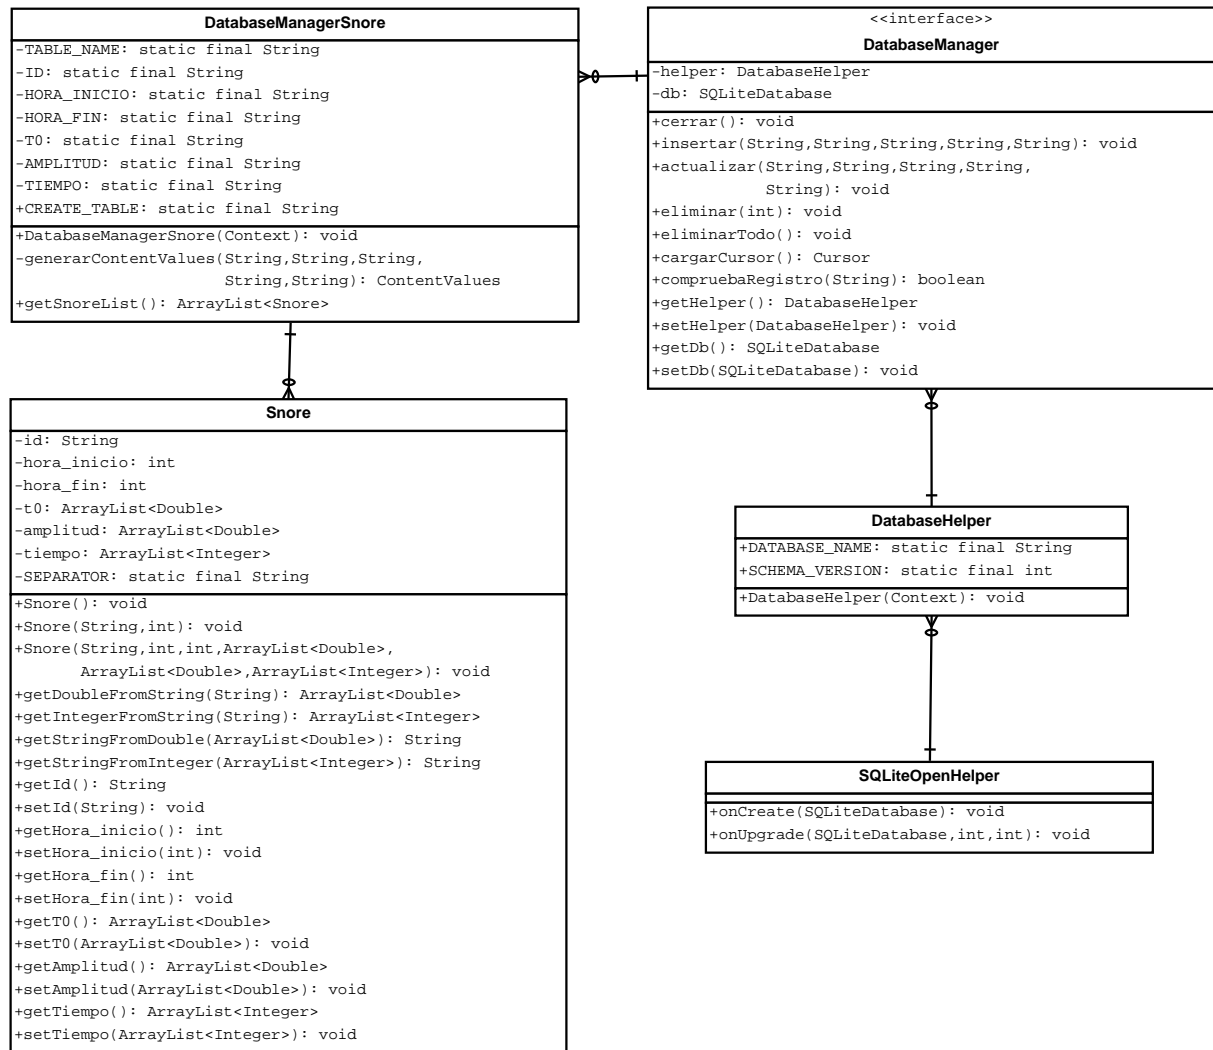 DatabaseManagerSnore
-TABLE_NAME: static final String
-ID: static final String
-HORA_INICIO: static final String
-HORA_FIN: static final String
-T0: static final String
-AMPLITUD: static final String
-TIEMPO: static final String
+CREATE_TABLE: static final String
+DatabaseManagerSnore(Context): void
-generarContentValues(String,String,String,
String,String): ContentValues
+getSnoreList(): ArrayList<Snore>
<<interface>>
DatabaseManager
-helper: DatabaseHelper
-db: SQLiteDatabase
+cerrar(): void
+insertar(String,String,String,String,String): void
+actualizar(String,String,String,String,
String): void
+eliminar(int): void
+eliminarTodo(): void
+cargarCursor(): Cursor
+compruebaRegistro(String): boolean
+getHelper(): DatabaseHelper
+setHelper(DatabaseHelper): void
+getDb(): SQLiteDatabase
+setDb(SQLiteDatabase): void
Snore
-id: String
-hora_inicio: int
-hora_fin: int
-t0: ArrayList<Double>
-amplitud: ArrayList<Double>
-tiempo: ArrayList<Integer>
-SEPARATOR: static final String
+Snore(): void
+Snore(String,int): void
+Snore(String,int,int,ArrayList<Double>,
ArrayList<Double>,ArrayList<Integer>): void
+getDoubleFromString(String): ArrayList<Double>
+getIntegerFromString(String): ArrayList<Integer>
+getStringFromDouble(ArrayList<Double>): String
+getStringFromInteger(ArrayList<Integer>): String
+getId(): String
+setId(String): void
+getHora_inicio(): int
+setHora_inicio(int): void
+getHora_fin(): int
+setHora_fin(int): void
+getT0(): ArrayList<Double>
+setT0(ArrayList<Double>): void
+getAmplitud(): ArrayList<Double>
+setAmplitud(ArrayList<Double>): void
+getTiempo(): ArrayList<Integer>
+setTiempo(ArrayList<Integer>): void
DatabaseHelper
+DATABASE_NAME: static final String
+SCHEMA_VERSION: static final int
+DatabaseHelper(Context): void
SQLiteOpenHelper
+onCreate(SQLiteDatabase): void
+onUpgrade(SQLiteDatabase,int,int): void